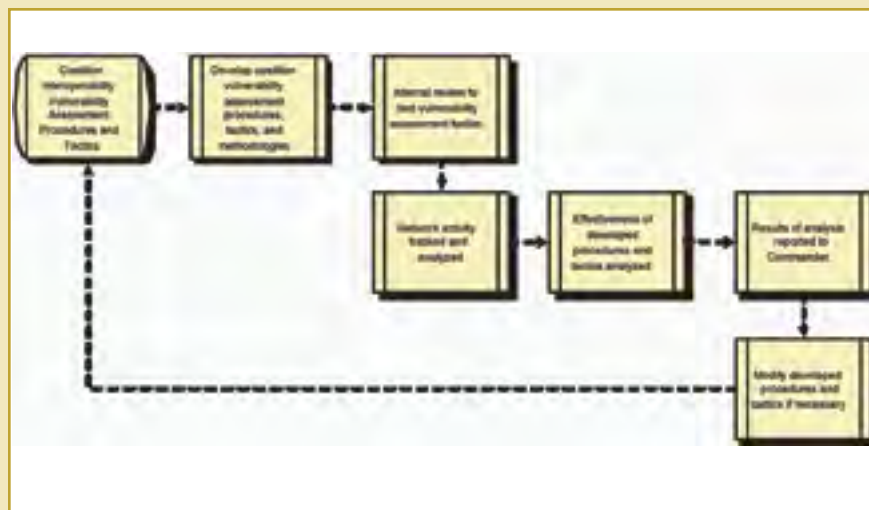 Coalition
Interoperability
Vulnerability
Assessment
Procedures and
Tactics
Develop coalition
vulnerability
assessment
procedures,
tactics, and
methodologies
Internal review to
test vulnerability
assessment tactics
Network activity
tracked and
analyzed
Effectiveness of
developed
procedures and
tactics analyzed
Results of analysis
reported to
Commander
Modify developed
procedures and
tactics if necessary